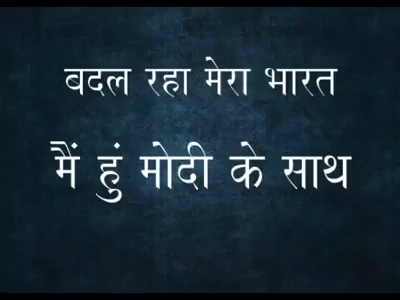 बदल रहा मेरा भारत
मैं हुं मोदी के साथ